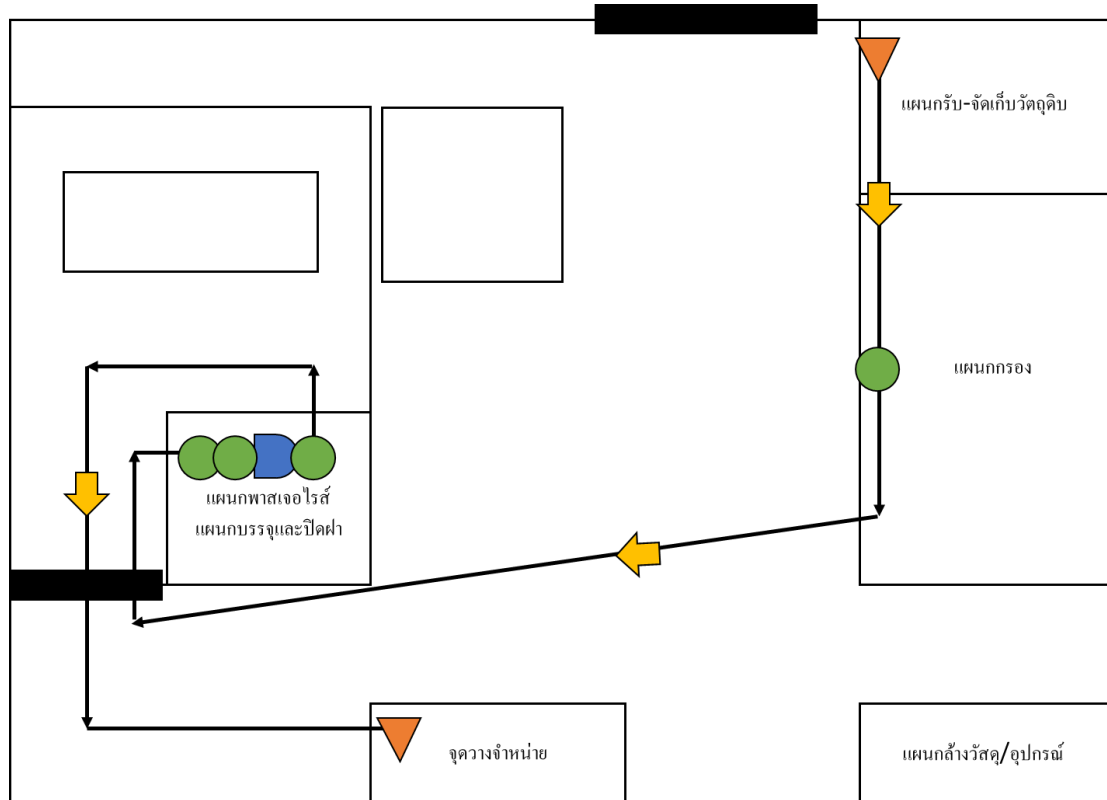 แผนกรับ-จัดเก็บวัตถุดิบ
แผนกกรอง
แผนกพาสเจอไรส์
แผนกบรรจุและปิดฝา
จุดวางจำหน่าย
แผนกล้างวัสดุ/อุปกรณ์